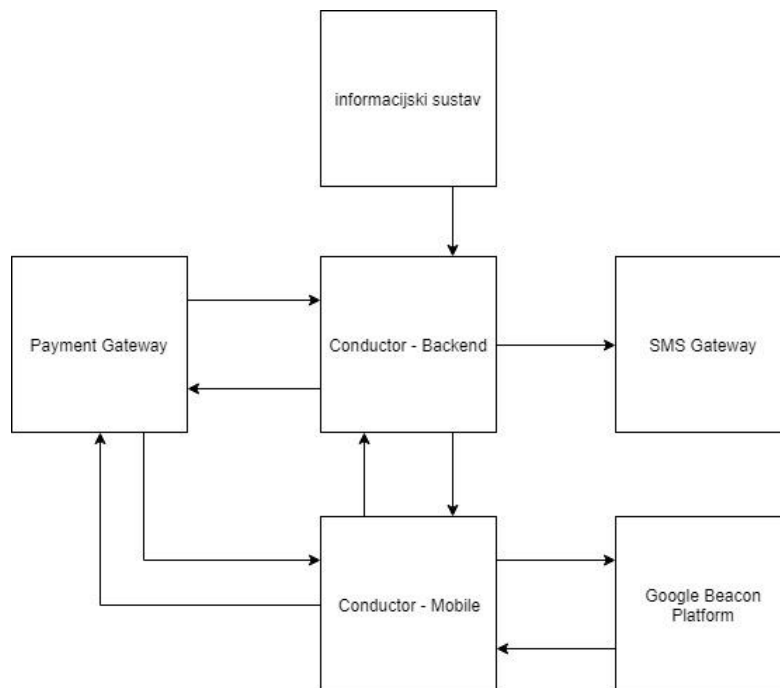 informacijski sustav
Payment Gateway
Conductor - Backend
SMS Gateway
Conductor - Mobile
Google Beacon
Platform